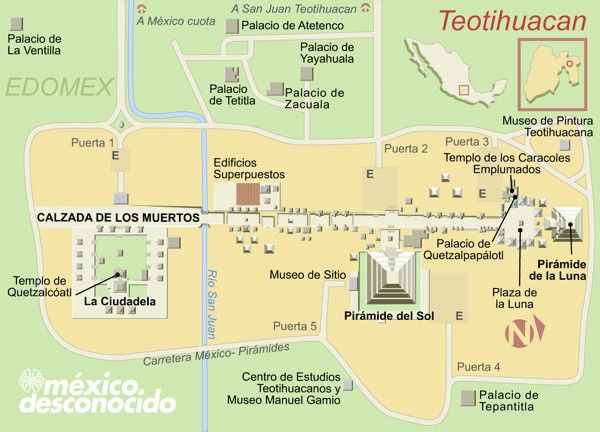 Teotihuacan
A México cuota
A San Juan Teotihuacan
Palacio de
La Ventilla
Palacio de Atetenco
Palacio de
Yayahuala
Palacio
de Tetitla
Palacio de
Zacuala
EDOMEX
Museo de Pintura
Teotihuacana
Puerta 1
Puerta 2
Puerta 3
E
E
E
Templo de los Caracoles
Emplumados
Edificios
Superpuestos
CALZADA DE LOS MUERTOS
Palacio de
Quetzalpapálotl
Pirámide
de la Luna
Templo de
Quetzalcóatl
La Ciudadela
Río San Juan
Museo de Sitio
Pirámide del Sol
Plaza de
la Luna
E
N
Puerta 5
Carretera México- Pirámides
Puerta 4
Centro de Estudios
Teotihuacanos y
Museo Manuel Gamio
Palacio de
Tepantitla
méxico
desconocido